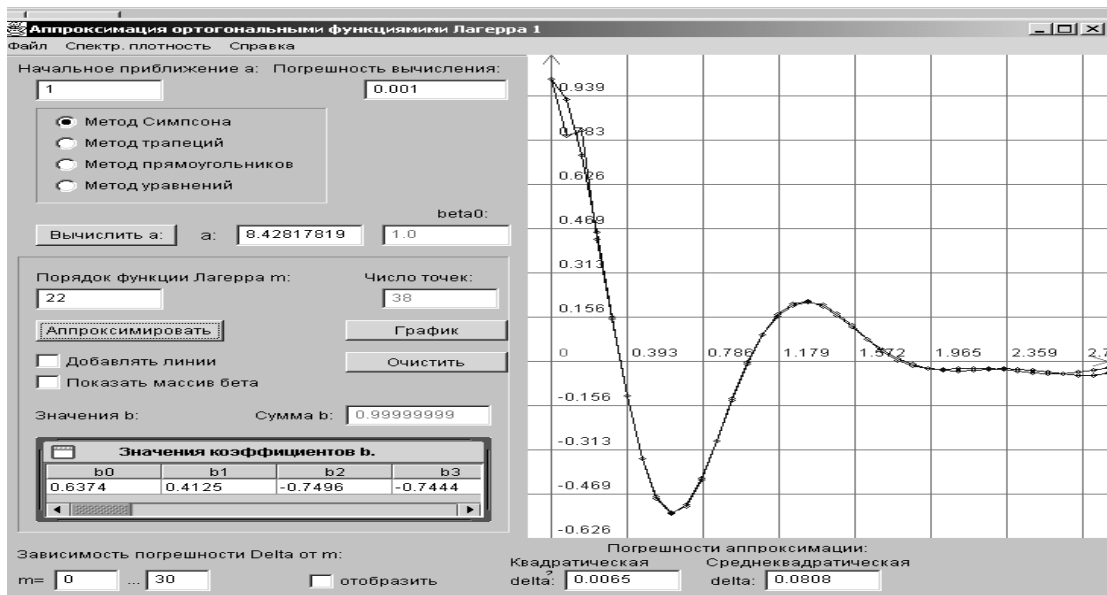 Аппроксимация ортогональными функциямими Лагерра 1
Файл Спектр. плотность Справка
Начальное приближение a: Погрешность вычисления:
1 0.001
Метод Симпсона
Метод трапеций
Метод прямоугольников
Метод уравнений
beta0:
Вычислить a: a: 8.42817819 1.0
Порядок функции Лагерра m: Число точек:
22 38
Аппроксимировать График
Добавлять линии Очистить
Показать массив бета
Значения b: Сумма b: 0.99999999
Значения коэффициентов b.
b0 b1 b2 b3
0.6374 0.4125 -0.7496 -0.7444
0.939
0.783
0.626
0.469
0.313
0.156
0 0.393 0.786 1.179 1.572 1.965 2.359 2.7
-0.156
-0.313
-0.469
-0.626
Зависимость погрешности Delta от m:
m= 0 ... 30 отобразить
Погрешности аппроксимации:
Квадратическая Среднеквадратическая
delta²: 0.0065 delta: 0.0808